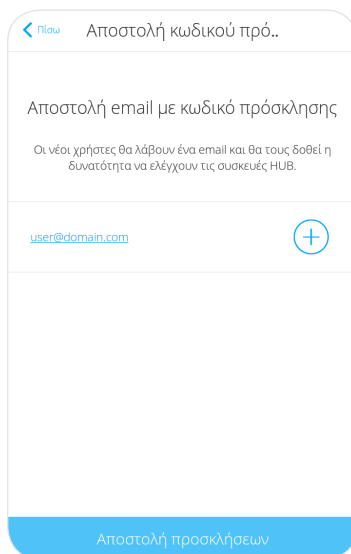 Πίσω Αποστολή κωδικού πρό..
Αποστολή email με κωδικό πρόσκλησης
Οι νέοι χρήστες θα λάβουν ένα email και θα τους δοθεί η
δυνατότητα να ελέγχουν τις συσκευές HUB.
user@domain.com
Αποστολή προσκλήσεων